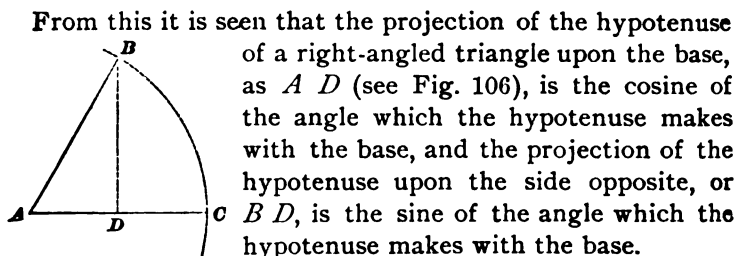 From this it is seen that the projection of the hypotenuse
of a right-angled triangle upon the base,
as A D (see Fig. 106), is the cosine of
the angle which the hypotenuse makes
with the base, and the projection of the
hypotenuse upon the side opposite, or
B D, is the sine of the angle which the
hypotenuse makes with the base.
B
A
D
C